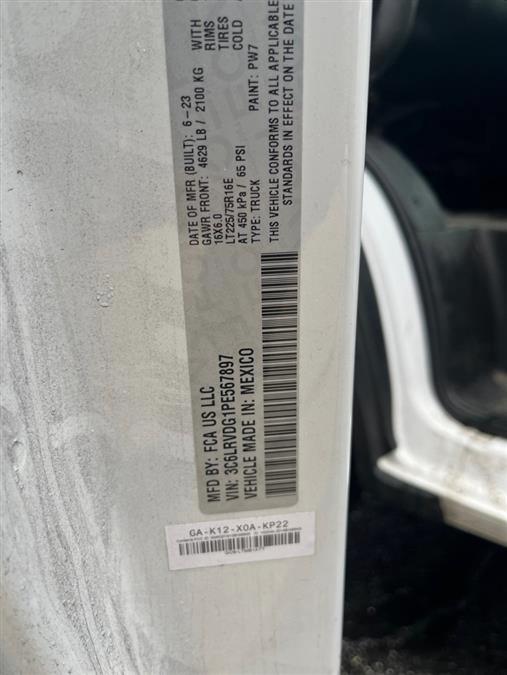 MFD BY: FCA US LLC
DATE OF MFR (BUILT): 6-23
GAWR FRONT: 4629 LB / 2100 KG WITH
16X6.0 RIMS
LT225/75R16E TIRES
AT 450 kPa / 65 PSI COLD
TYPE: TRUCK PAINT: PW7
VIN: 3C6LRVDG1PE567897
VEHICLE MADE IN: MEXICO
THIS VEHICLE CONFORMS TO ALL APPLICABLE
STANDARDS IN EFFECT ON THE DATE
GA-K12-X0A-KP22